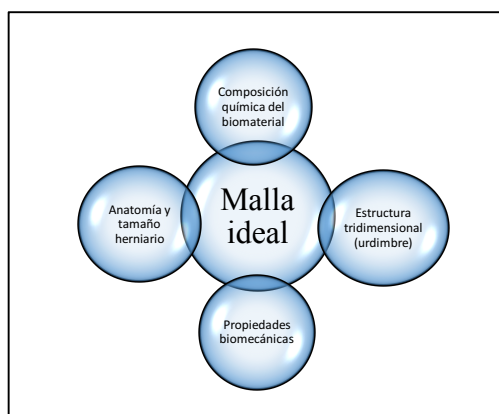 Composición
química del
biomaterial
Anatomía y
tamaño
herniario
Malla
ideal
Estructura
tridimensional
(urdimbre)
Propiedades
biomecánicas